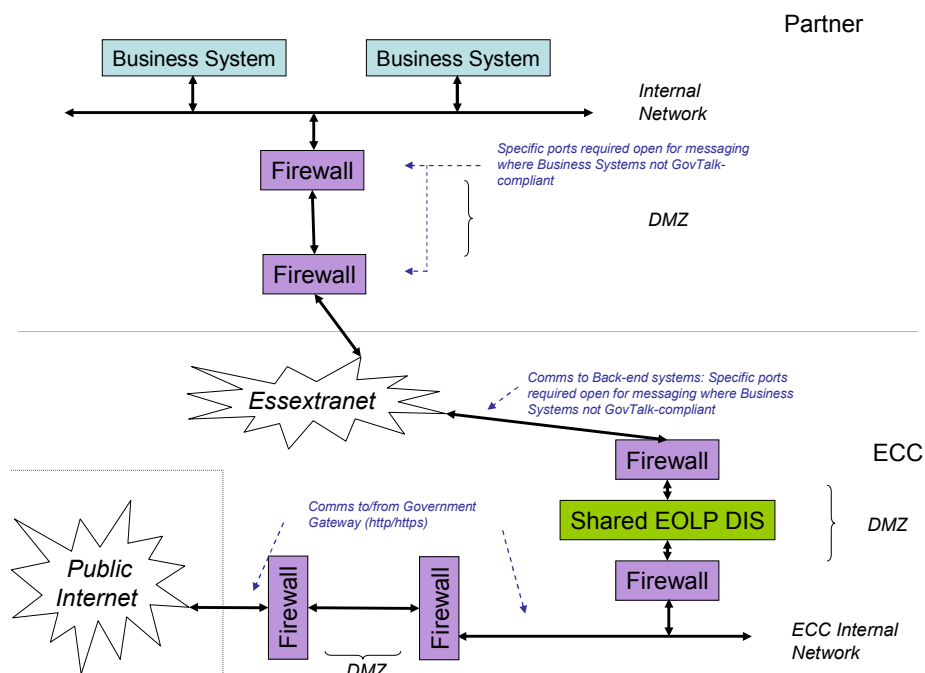 Partner
Business System
Business System
Internal
Network
Specific ports required open for messaging
where Business Systems not GovTalk-
compliant
Firewall
DMZ
Firewall
Essextranet
Comms to Back-end systems: Specific ports
required open for messaging where Business
Systems not GovTalk-compliant
Firewall
ECC
Shared EOLP DIS
DMZ
Firewall
Comms to/from Government
Gateway (http/https)
Public
Internet
Firewall
Firewall
DMZ
ECC Internal
Network